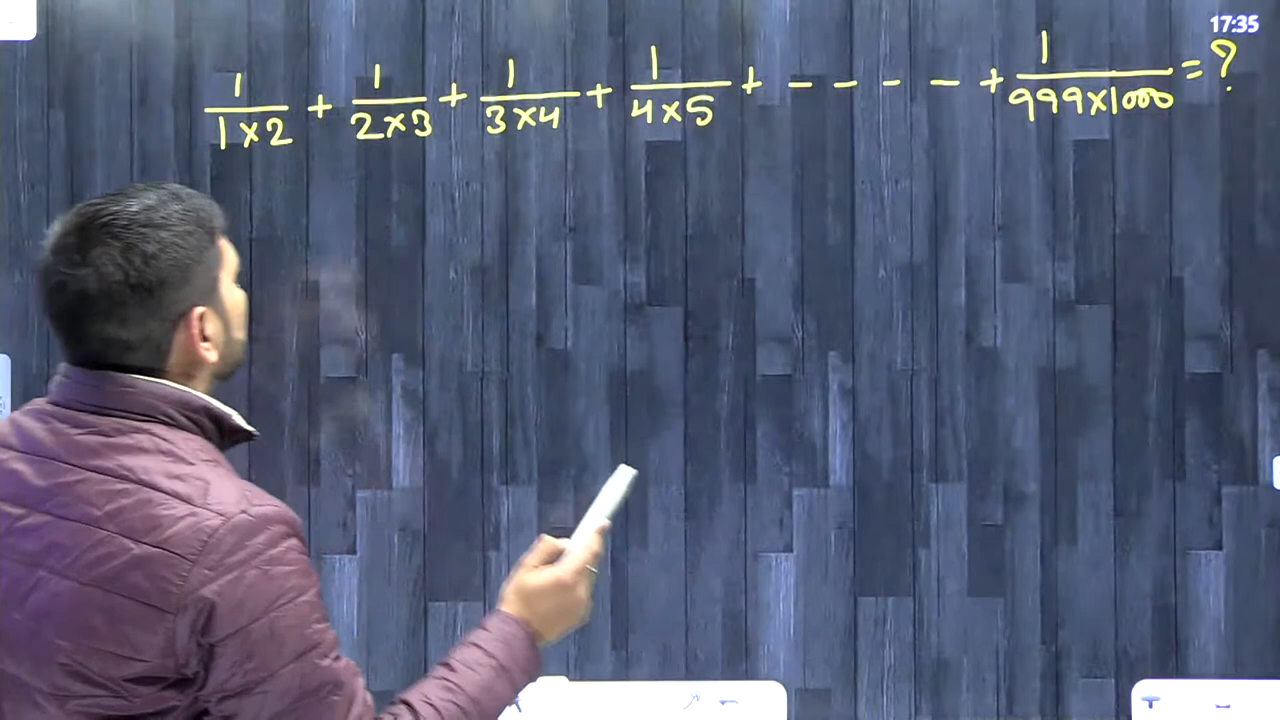 17:35
1/1×2 + 1/2×3 + 1/3×4 + 1/4×5 + - - - - + 1/999×1000 = ?